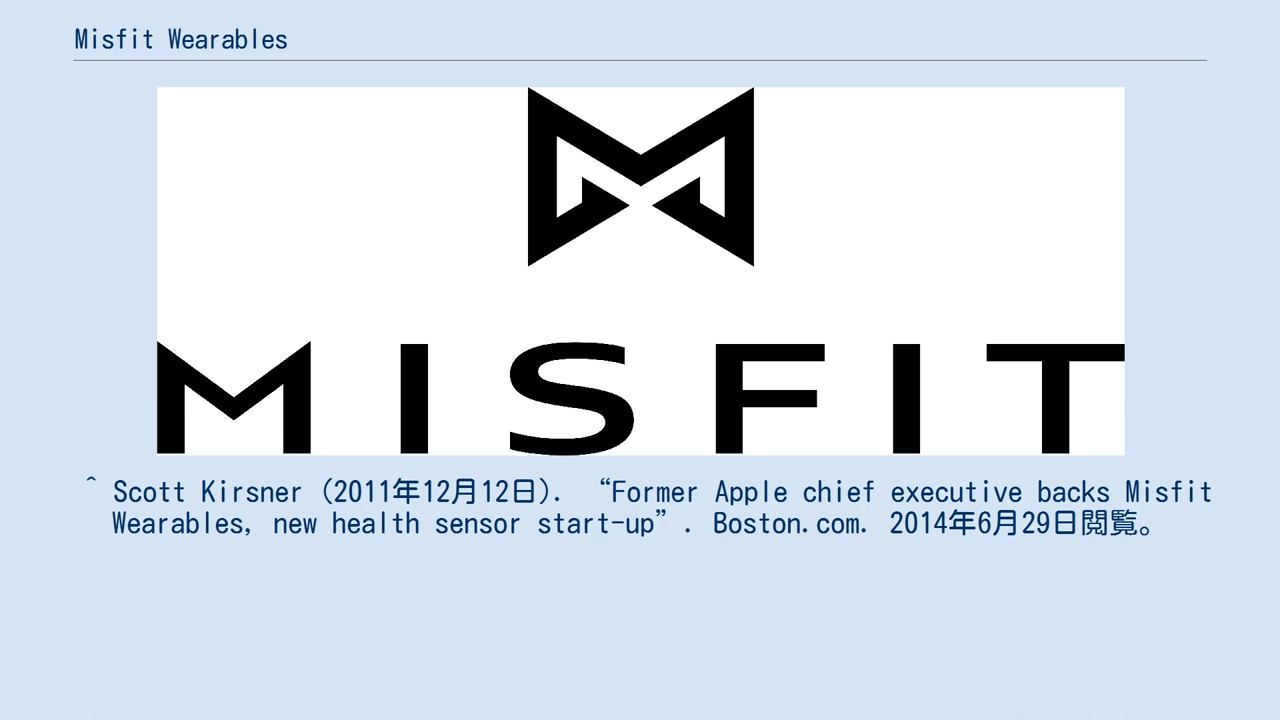 Misfit Wearables
MISFIT
^ Scott Kirsner (2011年12月12日). “Former Apple chief executive backs Misfit
Wearables, new health sensor start-up”. Boston.com. 2014年6月29日閲覧。